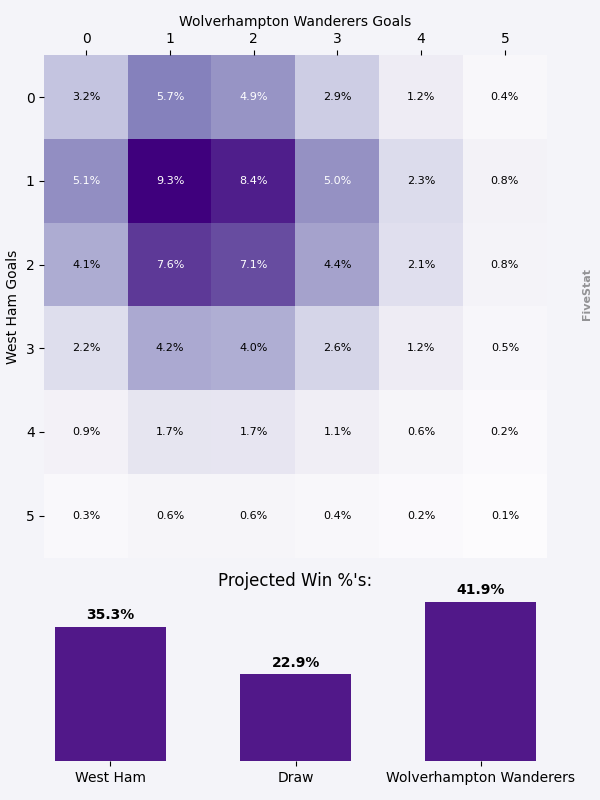 Wolverhampton Wanderers Goals
0 1 2 3 4 5
0 3.2% 5.7% 4.9% 2.9% 1.2% 0.4%
1 5.1% 9.3% 8.4% 5.0% 2.3% 0.8%
2 4.1% 7.6% 7.1% 4.4% 2.1% 0.8%
3 2.2% 4.2% 4.0% 2.6% 1.2% 0.5%
4 0.9% 1.7% 1.7% 1.1% 0.6% 0.2%
5 0.3% 0.6% 0.6% 0.4% 0.2% 0.1%
West Ham Goals
FiveStat
Projected Win %'s:
35.3% 22.9% 41.9%
West Ham Draw Wolverhampton Wanderers